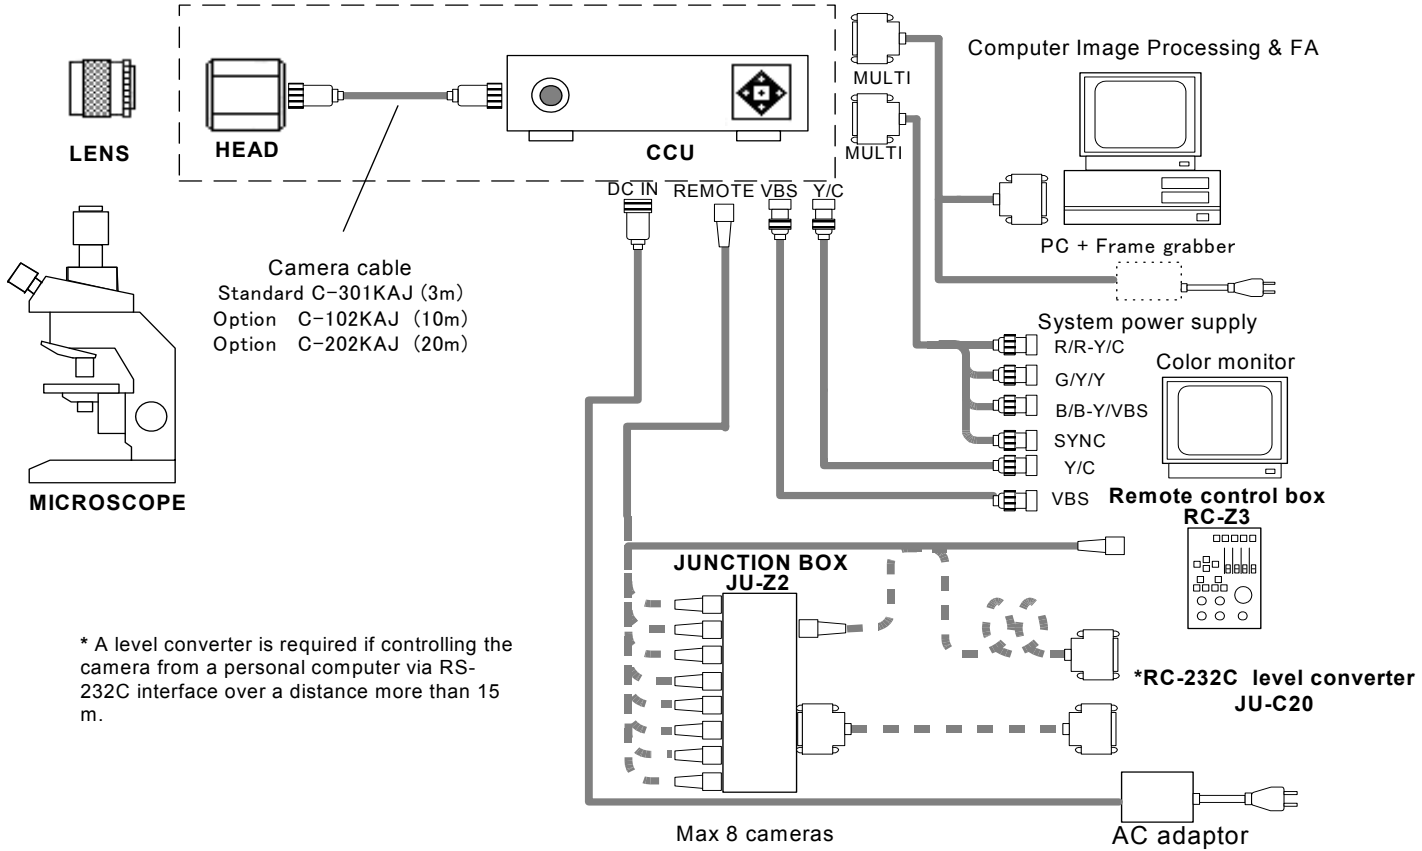 MULTI
Computer Image Processing & FA
LENS
HEAD
CCU
MULTI
DC IN
REMOTE
VBS
Y/C
PC + Frame grabber
Camera cable
Standard C-301KAJ (3m)
Option C-102KAJ (10m)
Option C-202KAJ (20m)
System power supply
R/R-Y/C
Color monitor
G/Y/Y
B/B-Y/VBS
SYNC
Y/C
VBS
MICROSCOPE
Remote control box
RC-Z3
JUNCTION BOX
JU-Z2
* A level converter is required if controlling the
camera from a personal computer via RS-
232C interface over a distance more than 15
m.
*RC-232C level converter
JU-C20
Max 8 cameras
AC adaptor